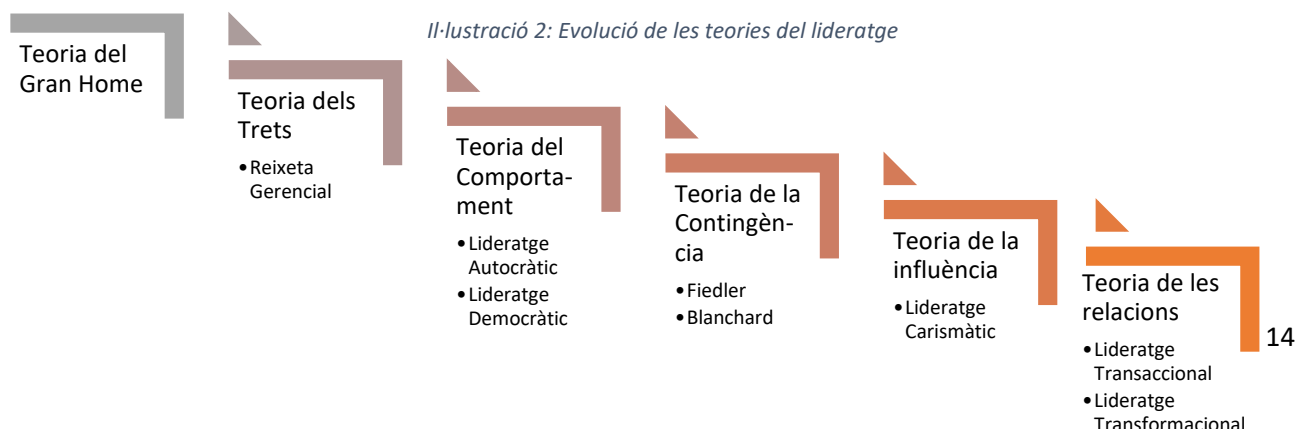 Il·lustració 2: Evolució de les teories del lideratge
Teoria del
Gran Home
Teoria dels
Trets
•Reixeta
Gerencial
Teoria del
Comporta-
ment
•Lideratge
Autocràtic
•Lideratge
Democràtic
Teoria de la
Contingèn-
cia
•Fiedler
•Blanchard
Teoria de la
influència
•Lideratge
Carismàtic
Teoria de les
relacions
•Lideratge
Transaccional
•Lideratge
Transformacional
14